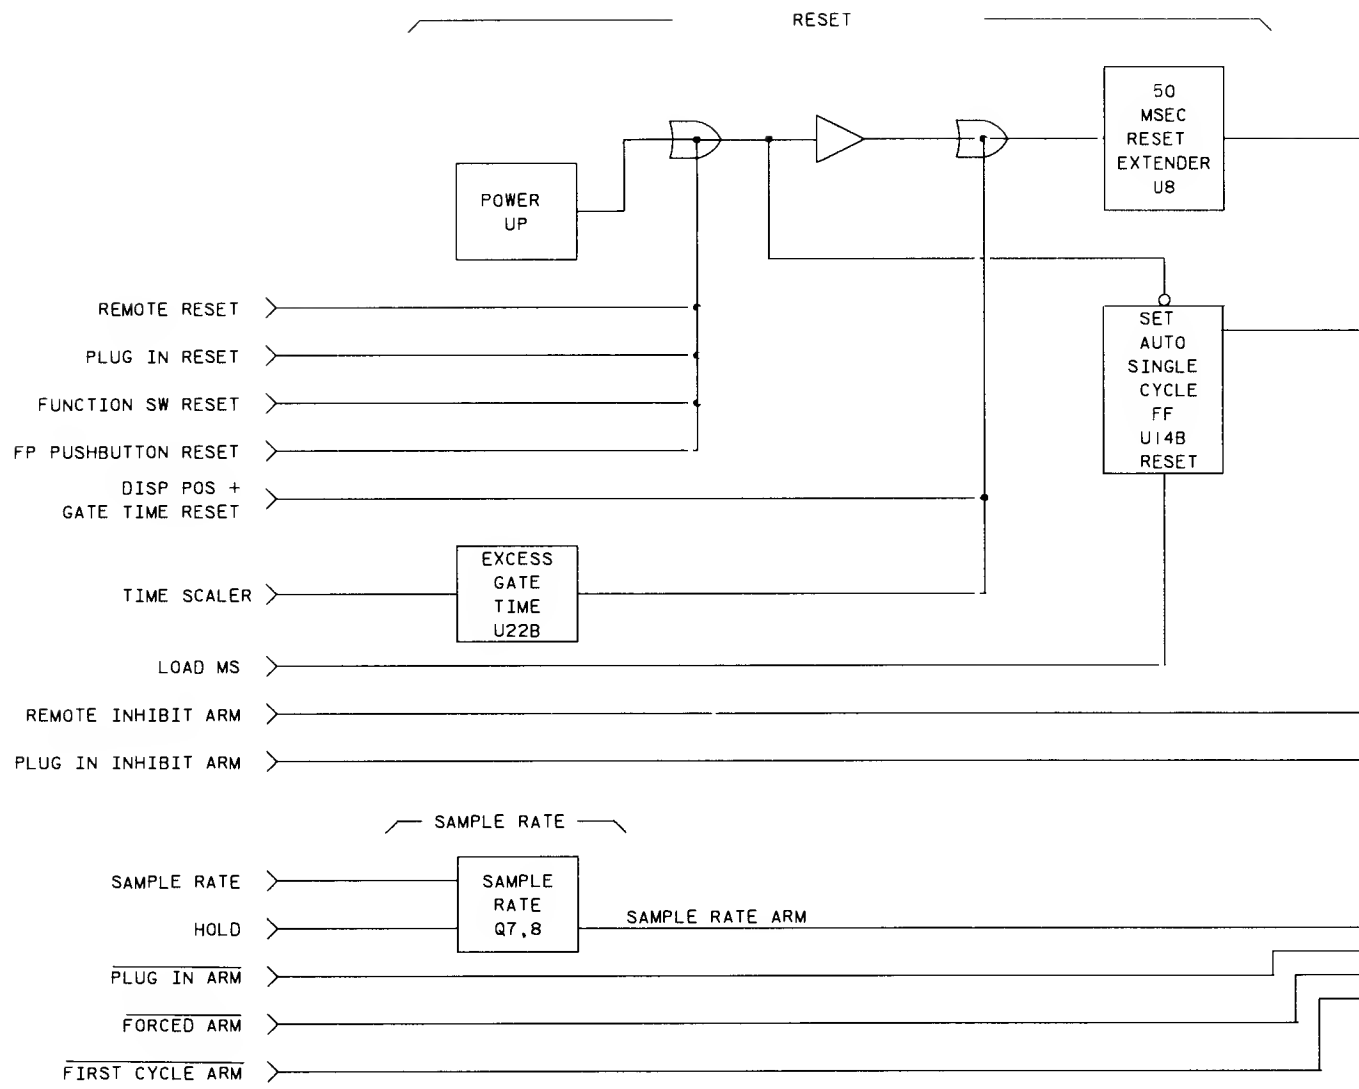 RESET
50
MSEC
RESET
EXTENDER
U8
POWER
UP
REMOTE RESET
PLUG IN RESET
FUNCTION SW RESET
FP PUSHBUTTON RESET
DISP POS +
GATE TIME RESET
SET
AUTO
SINGLE
CYCLE
FF
U14B
RESET
EXCESS
GATE
TIME
U22B
TIME SCALER
LOAD MS
REMOTE INHIBIT ARM
PLUG IN INHIBIT ARM
SAMPLE RATE
SAMPLE RATE
HOLD
SAMPLE
RATE
Q7,8
SAMPLE RATE ARM
PLUG IN ARM
FORCED ARM
FIRST CYCLE ARM